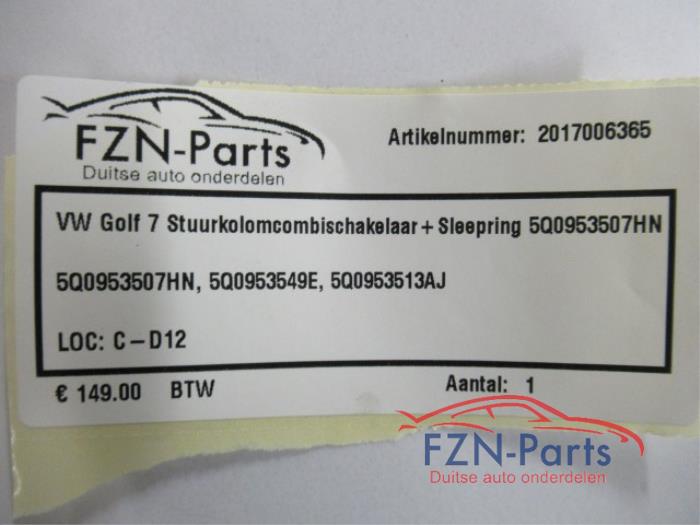 FZN-Parts
Duitse auto onderdelen
Artikelnummer: 2017006365
VW Golf 7 Stuurkolomcombischakelaar + Sleepring 5Q0953507HN
5Q0953507HN, 5Q0953549E, 5Q0953513AJ
LOC: C-D12
€ 149.00 BTW
Aantal: 1
FZN-Parts
Duitse auto onderdelen